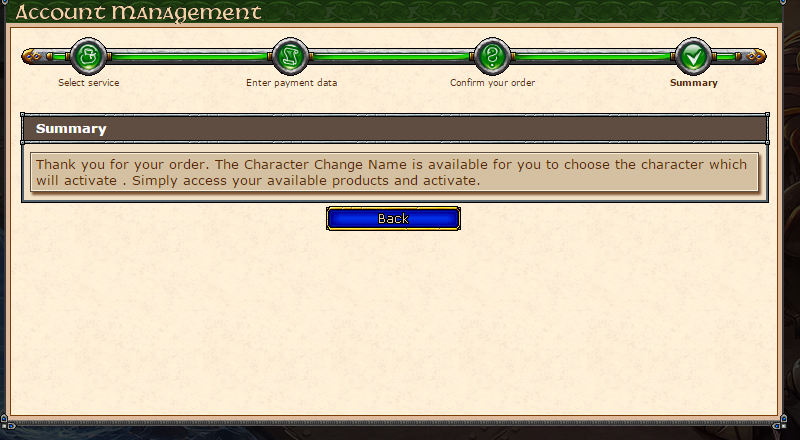 Account Management
Select service
Enter payment data
Confirm your order
Summary
Summary
Thank you for your order. The Character Change Name is available for you to choose the character which
will activate . Simply access your available products and activate.
Back